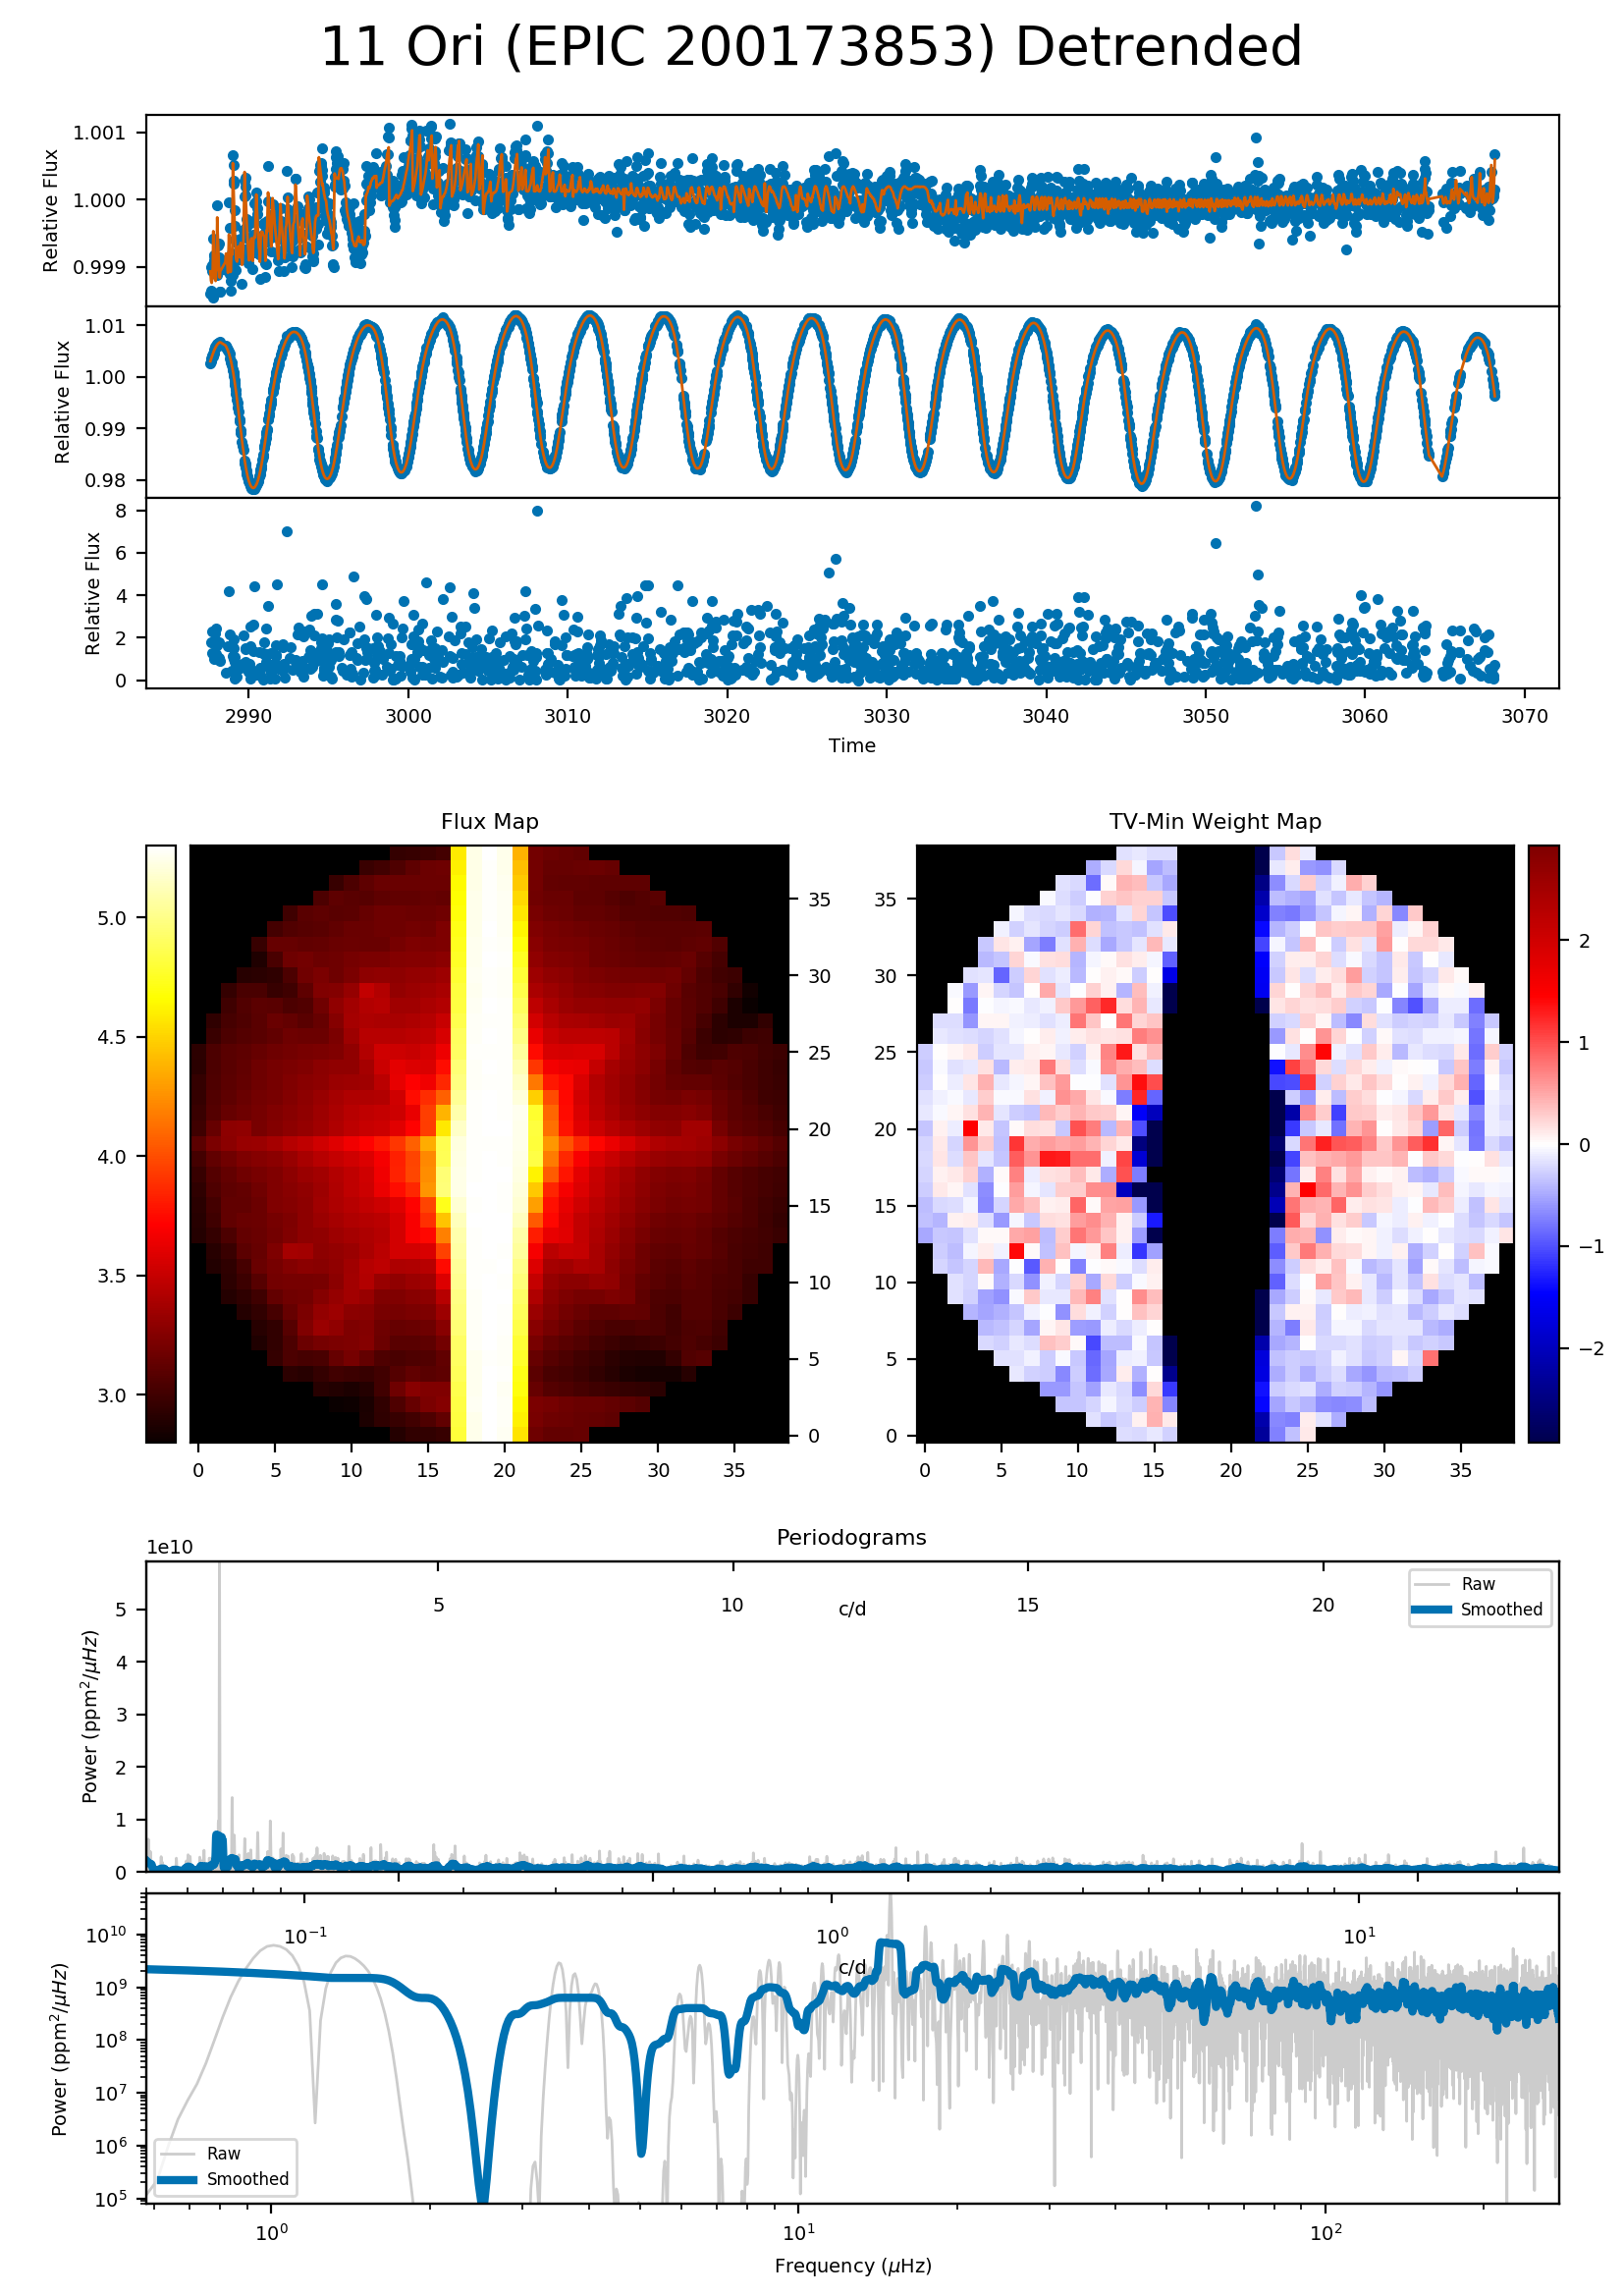 11 Ori (EPIC 200173853) Detrended
Relative Flux
1.001
1.000
0.999
Relative Flux
1.01
1.00
0.99
0.98
Relative Flux
8
6
4
2
0
2990 3000 3010 3020 3030 3040 3050 3060 3070
Time
Flux Map
5.0
4.5
4.0
3.5
3.0
35
30
25
20
15
10
5
0
0 5 10 15 20 25 30 35
TV-Min Weight Map
35
30
25
20
15
10
5
0
0 5 10 15 20 25 30 35
2
1
0
−1
−2
Periodograms
1e10
Power (ppm²/μHz)
5
4
3
2
1
0
5 10 15 20
c/d
Raw
Smoothed
Power (ppm²/μHz)
10¹⁰
10⁹
10⁸
10⁷
10⁶
10⁵
10⁻¹ 10⁰ 10¹
c/d
Raw
Smoothed
10⁰ 10¹ 10²
Frequency (μHz)